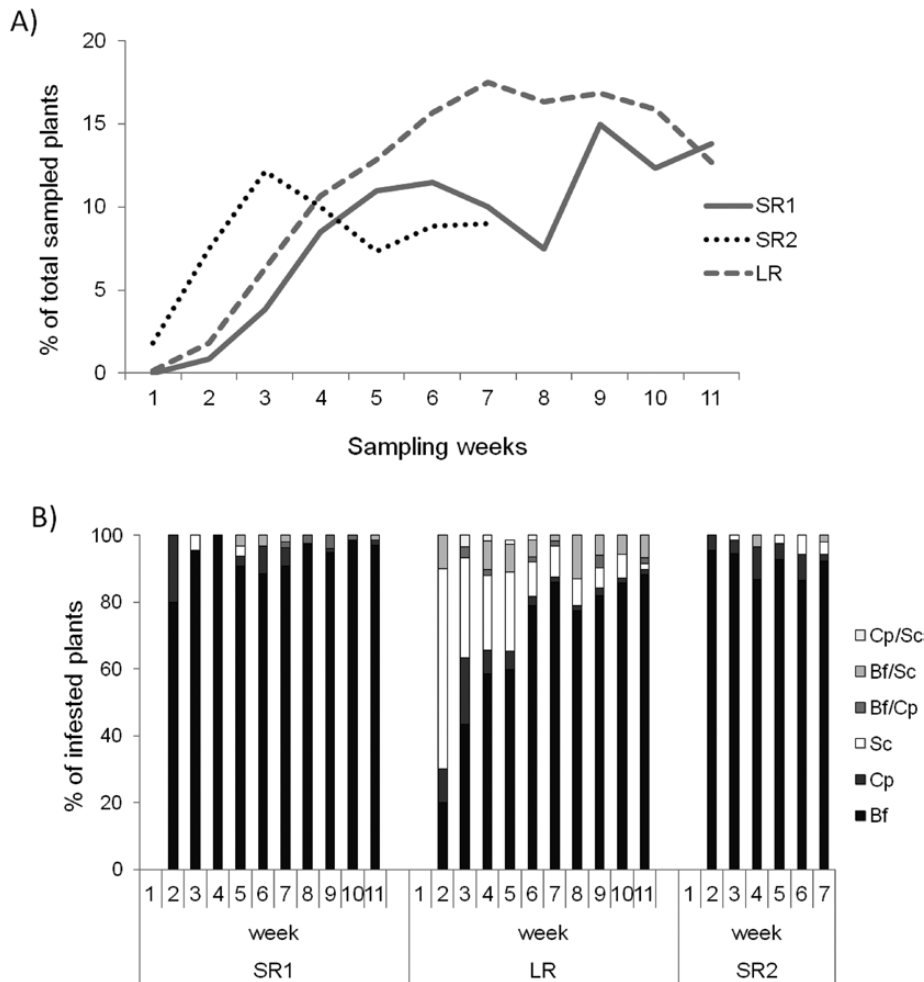 A)
20
15
10
5
0
% of total sampled plants
1 2 3 4 5 6 7 8 9 10 11
Sampling weeks
SR1
SR2
LR
B)
100
80
60
40
20
0
% of infested plants
Cp/Sc
Bf/Sc
Bf/Cp
Sc
Cp
Bf
1 2 3 4 5 6 7 8 9 10 11 1 2 3 4 5 6 7 8 9 10 11 1 2 3 4 5 6 7
week week week
SR1 LR SR2